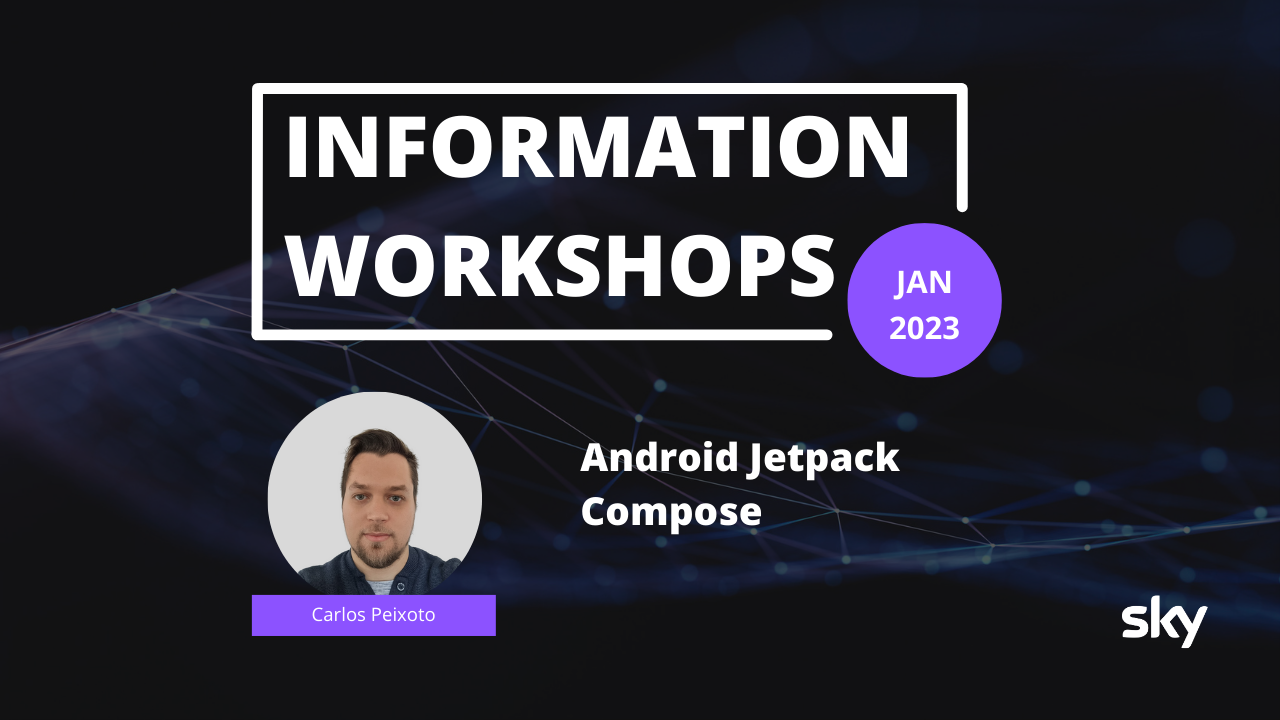 INFORMATION
WORKSHOPS
JAN
2023
Android Jetpack
Compose
Carlos Peixoto
sky